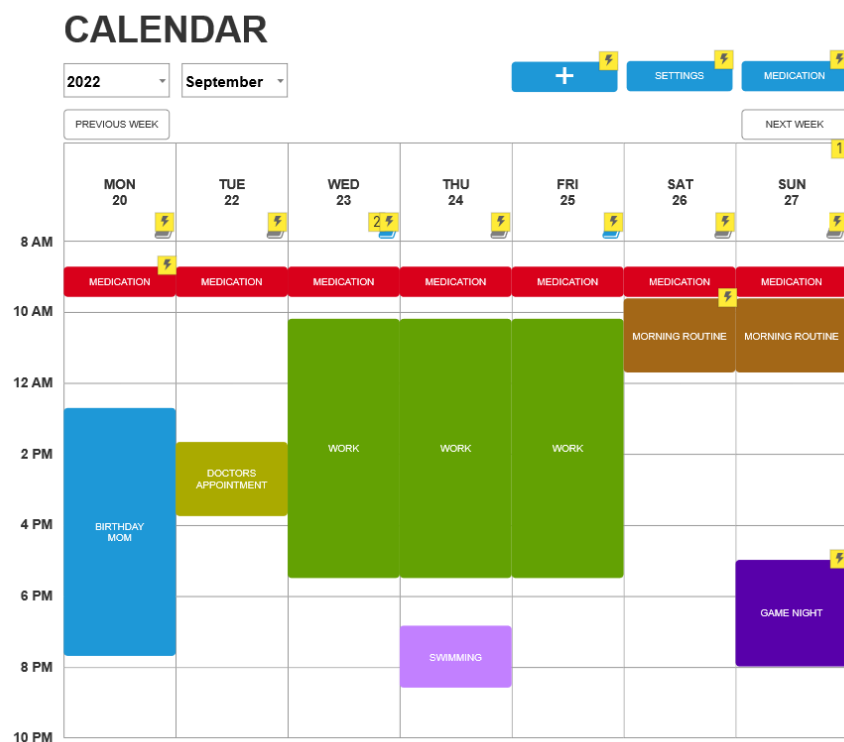 CALENDAR
2022
September
+
SETTINGS
MEDICATION
PREVIOUS WEEK
NEXT WEEK
1
MON
20
TUE
22
WED
23
THU
24
FRI
25
SAT
26
SUN
27
2
8 AM
MEDICATION
MEDICATION
MEDICATION
MEDICATION
MEDICATION
MEDICATION
MEDICATION
10 AM
MORNING ROUTINE
MORNING ROUTINE
12 AM
WORK
WORK
WORK
2 PM
DOCTORS
APPOINTMENT
4 PM
BIRTHDAY
MOM
6 PM
GAME NIGHT
SWIMMING
8 PM
10 PM